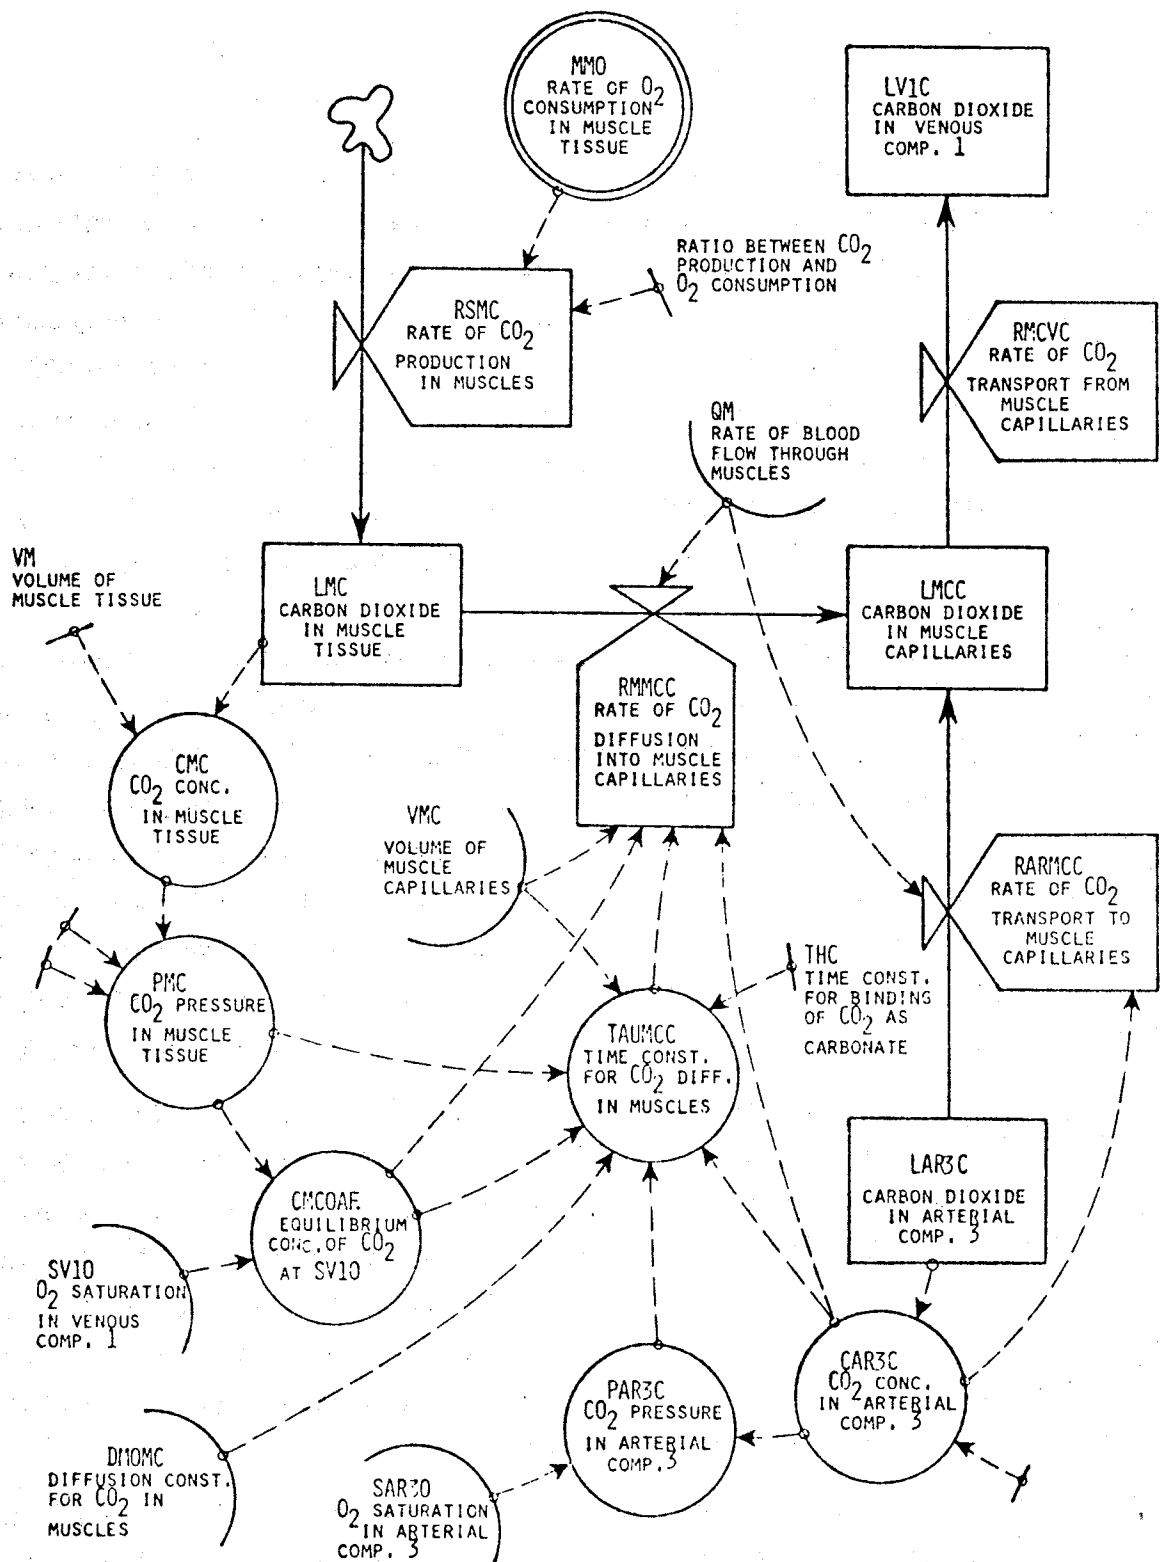 MMO
RATE OF O2
CONSUMPTION
IN MUSCLE
TISSUE
LV1C
CARBON DIOXIDE
IN VENOUS
COMP. 1
RATIO BETWEEN CO2
PRODUCTION AND
O2 CONSUMPTION
RSMC
RATE OF CO2
PRODUCTION
IN MUSCLES
RMCVC
RATE OF CO2
TRANSPORT FROM
MUSCLE
CAPILLARIES
QM
RATE OF BLOOD
FLOW THROUGH
MUSCLES
VM
VOLUME OF
MUSCLE TISSUE
LMC
CARBON DIOXIDE
IN MUSCLE
TISSUE
LMCC
CARBON DIOXIDE
IN MUSCLE
CAPILLARIES
RMMCC
RATE OF CO2
DIFFUSION
INTO MUSCLE
CAPILLARIES
CMC
CO2 CONC.
IN MUSCLE
TISSUE
VMC
VOLUME OF
MUSCLE
CAPILLARIES
RARMCC
RATE OF CO2
TRANSPORT TO
MUSCLE
CAPILLARIES
PMC
CO2 PRESSURE
IN MUSCLE
TISSUE
THC
TIME CONST.
FOR BINDING
OF CO2 AS
CARBONATE
TAUMCC
TIME CONST.
FOR CO2 DIFF.
IN MUSCLES
LAR3C
CARBON DIOXIDE
IN ARTERIAL
COMP. 3
EQUILIBRIUM
CONC. OF CO2
AT SV1O
SV1O
O2 SATURATION
IN VENOUS
COMP. 1
CAR3C
CO2 CONC.
IN ARTERIAL
COMP. 3
PAR3C
CO2 PRESSURE
IN ARTERIAL
COMP. 3
DMOMC
DIFFUSION CONST.
FOR CO2 IN
MUSCLES
SAR3O
O2 SATURATION
IN ARTERIAL
COMP. 3